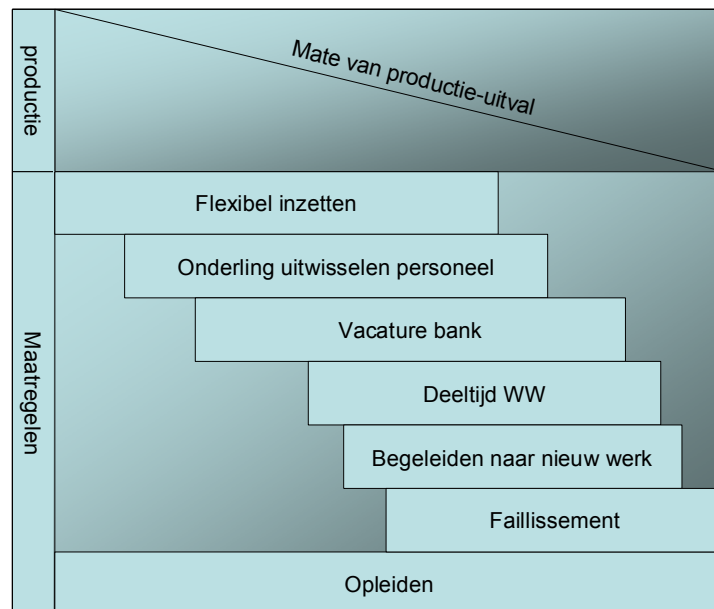 productie
Mate van productie-uitval
Maatregelen
Flexibel inzetten
Onderling uitwisselen personeel
Vacature bank
Deeltijd WW
Begeleiden naar nieuw werk
Faillissement
Opleiden